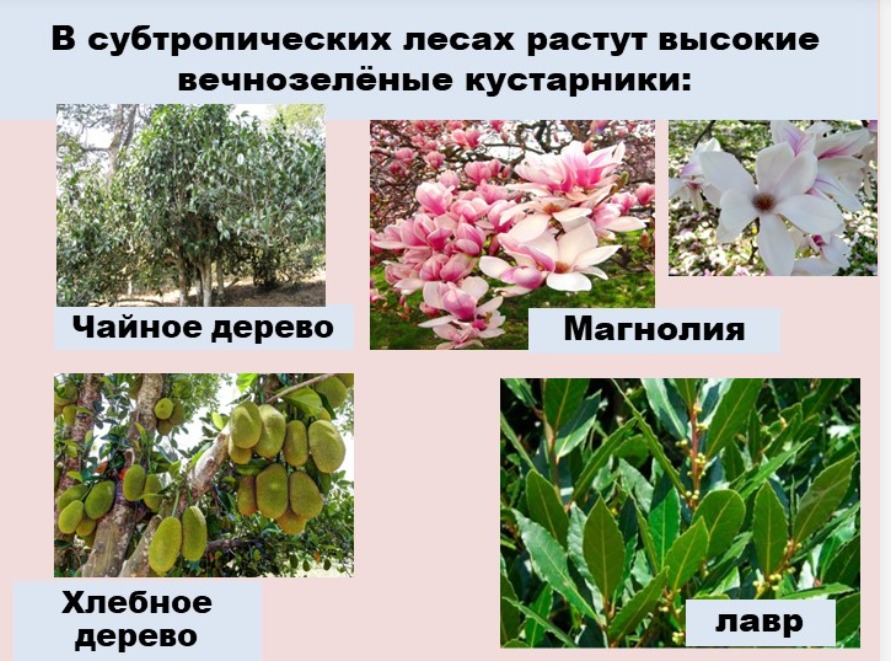 В субтропических лесах растут высокие
вечнозелёные кустарники:
Чайное дерево
Магнолия
Хлебное
дерево
лавр